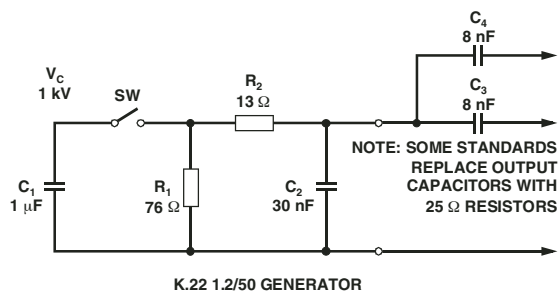 C4
8 nF
VC
1 kV
SW
R2
13 Ω
C3
8 nF
NOTE: SOME STANDARDS
REPLACE OUTPUT
CAPACITORS WITH
25 Ω RESISTORS
C1
1 µF
R1
76 Ω
C2
30 nF
K.22 1.2/50 GENERATOR